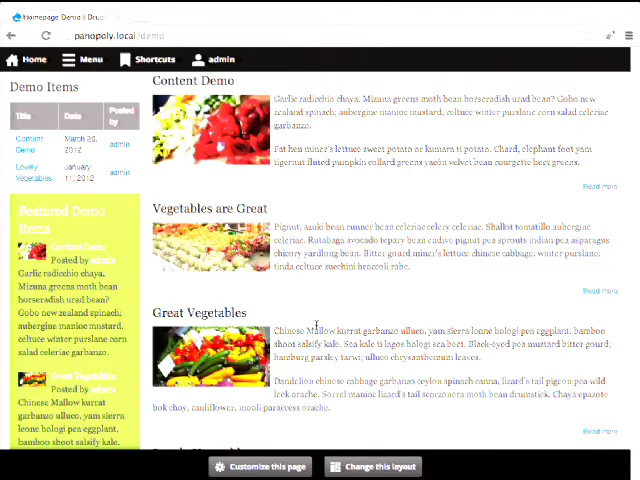 Homepage Demo | Drup
panopoly.local/demo
Home Menu Shortcuts admin
Demo Items
Title Date Posted by
Content Demo March 20, 2012 admin
Lovely Vegetables January 11, 2012 admin
Featured Demo Items
Content Demo
Posted by admin
Garlic radicchio chaya.
Mizuna greens moth bean
horseradish urad bean?
Gobo new zealand spinach;
aubergine manioc mustard,
celtuce winter purslane corn
salad celeriac garbanzo.
Great Vegetables
Posted by admin
Chinese Mallow kurrat
garbanzo ulluco, yam sierra
leone bologi pea eggplant,
bamboo shoot salsify kale.
Content Demo
Garlic radicchio chaya. Mizuna greens moth bean horseradish urad bean? Gobo new
zealand spinach; aubergine manioc mustard, celtuce winter purslane corn salad celeriac
garbanzo.
Fat hen miner's lettuce sweet potato or kumara ti potato. Chard, elephant foot yam
tigernut fluted pumpkin collard greens yacón velvet bean courgette beet greens.
Read more
Vegetables are Great
Pignut, azuki bean runner bean celeriac celery celeriac. Shallot tomatillo aubergine
celeriac. Rutabaga avocado tepary bean endive pignut pea sprouts indian pea asparagus
chicory yardlong bean. Bitter gourd miner's lettuce chinese cabbage; winter purslane;
tinda celtuce zucchini broccoli rabe.
Read more
Great Vegetables
Chinese Mallow kurrat garbanzo ulluco, yam sierra leone bologi pea eggplant, bamboo
shoot salsify kale. Sea kale ti lagos bologi sea beet. Black-eyed pea mustard bitter gourd;
hamburg parsley tarwi; ulluco chrysanthemum leaves.
Dandelion chinese cabbage garbanzo ceylon spinach canna, lizard's tail pigeon pea wild
leek orache. Sorrel manioc lizard's tail scorzonera moth bean drumstick. Chaya epazote
bok choy, cauliflower, mooli paracress orache.
Read more
Customize this page Change this layout